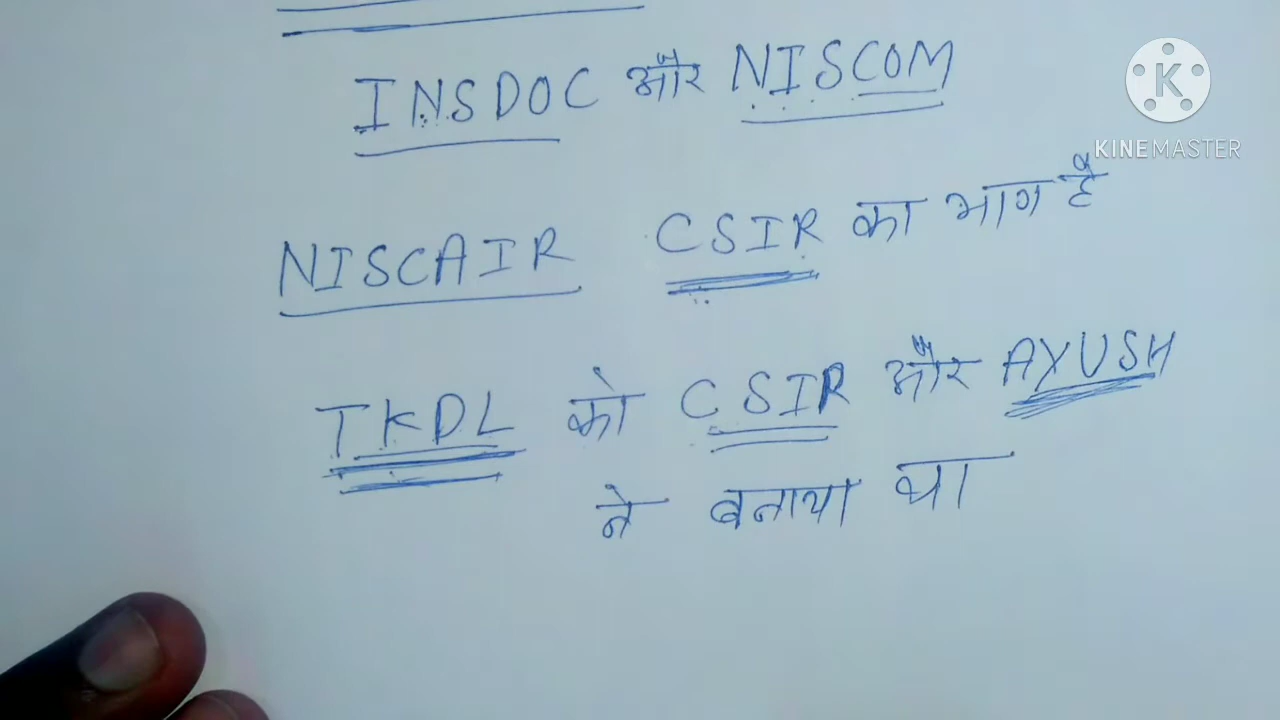 INSDOC और NISCOM
NISCAIR CSIR का भाग है
TKDL को CSIR और AYUSH
ने बनाया था
K
KINEMASTER